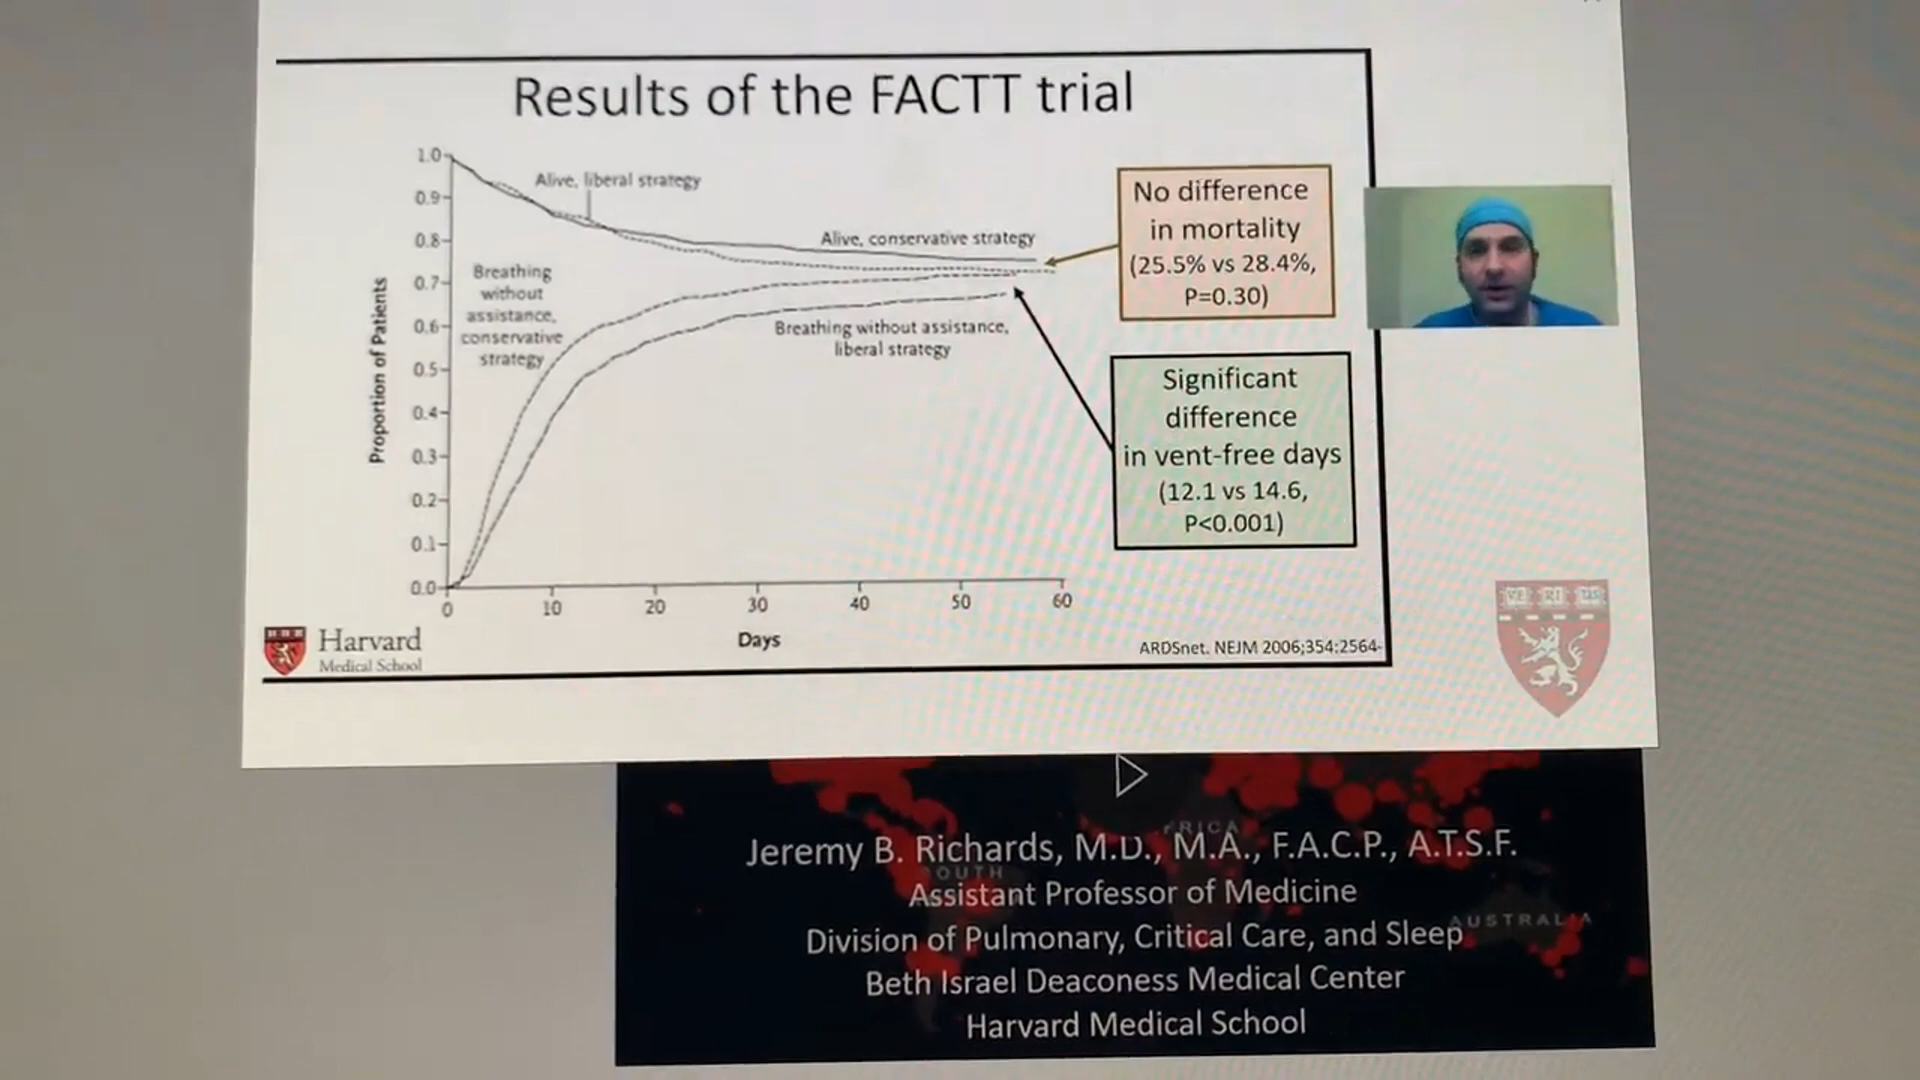 Results of the FACTT trial
1.0
0.9
0.8
0.7
0.6
0.5
0.4
0.3
0.2
0.1
0.0
Proportion of Patients
Alive, liberal strategy
Alive, conservative strategy
Breathing
without
assistance,
conservative
strategy
Breathing without assistance,
liberal strategy
0 10 20 30 40 50 60
Days
No difference
in mortality
(25.5% vs 28.4%,
P=0.30)
Significant
difference
in vent-free days
(12.1 vs 14.6,
P<0.001)
Harvard
Medical School
ARDSnet. NEJM 2006;354:2564-
VE RI TAS
Jeremy B. Richards, M.D., M.A., F.A.C.P., A.T.S.F.
Assistant Professor of Medicine
Division of Pulmonary, Critical Care, and Sleep
AUSTRALIA
Beth Israel Deaconess Medical Center
Harvard Medical School